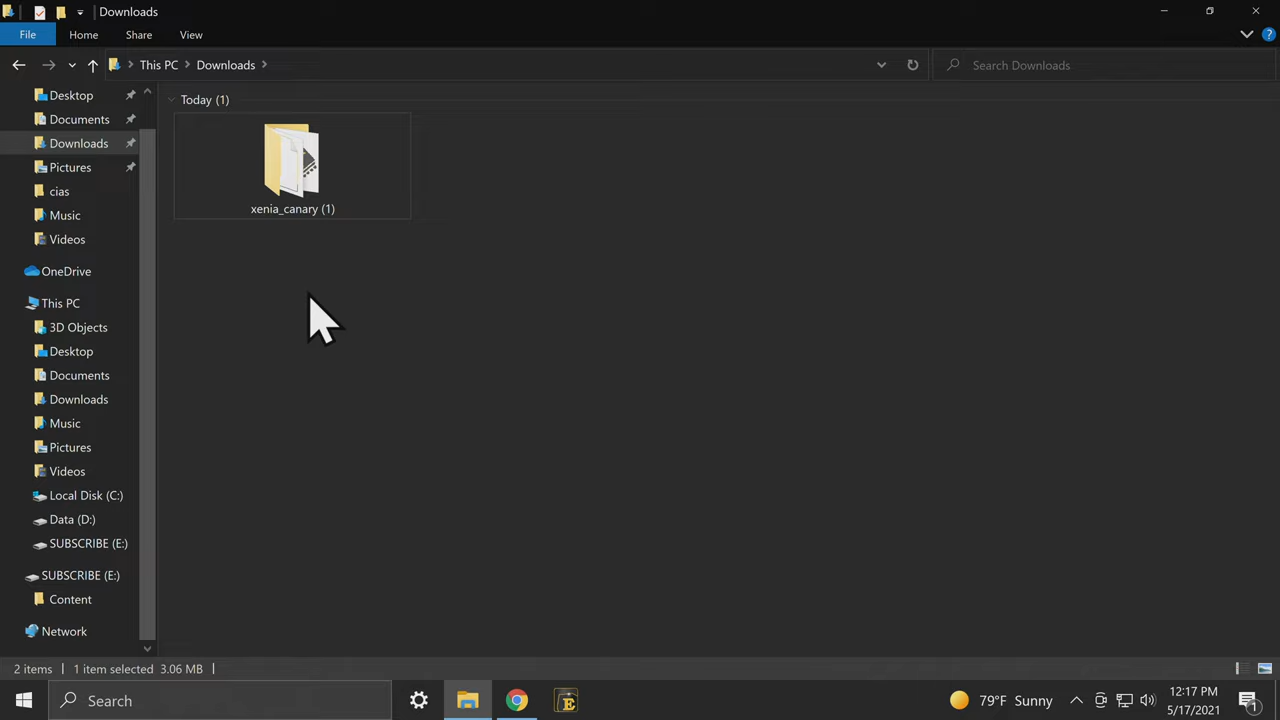 Downloads
File Home Share View
This PC Downloads Search Downloads
Desktop
Documents
Downloads
Pictures
cias
Music
Videos
OneDrive
This PC
3D Objects
Desktop
Documents
Downloads
Music
Pictures
Videos
Local Disk (C:)
Data (D:)
SUBSCRIBE (E:)
SUBSCRIBE (E:)
Content
Network
Today (1)
xenia_canary (1)
2 items 1 item selected 3.06 MB
Search
E
79°F Sunny
12:17 PM
5/17/2021
1